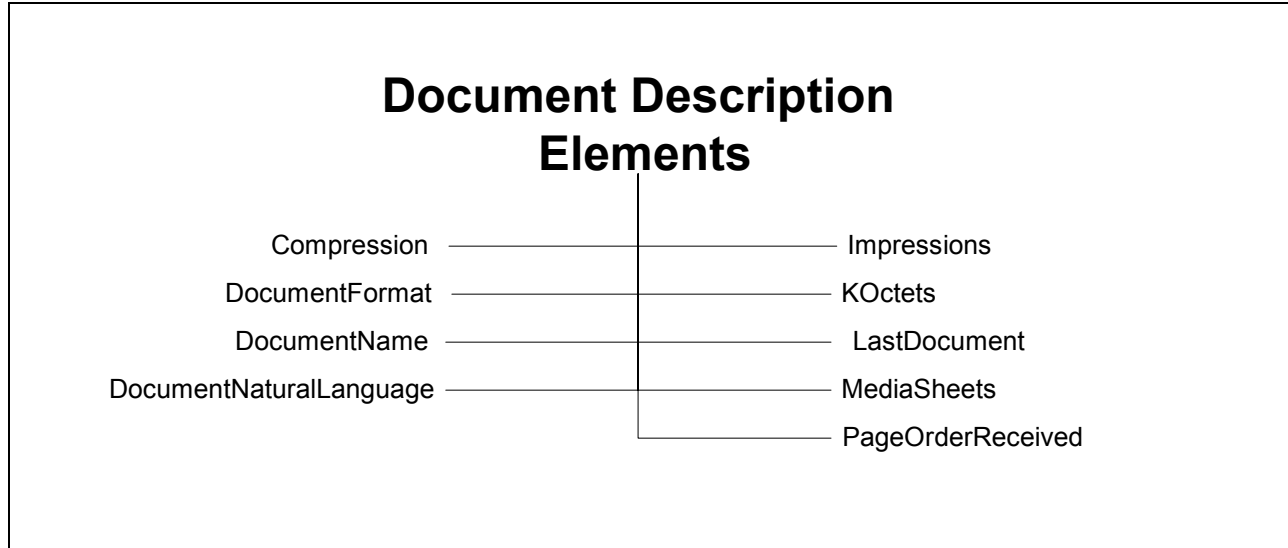 Document Description
Elements
Compression
Impressions
DocumentFormat
KOctets
DocumentName
LastDocument
DocumentNaturalLanguage
MediaSheets
PageOrderReceived